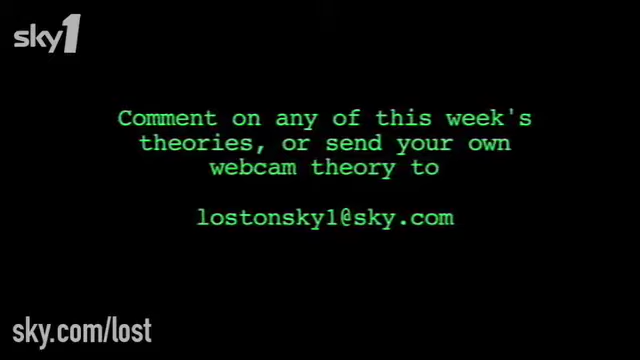 sky1
Comment on any of this week's
theories, or send your own
webcam theory to
lostonsky1@sky.com
sky.com/lost